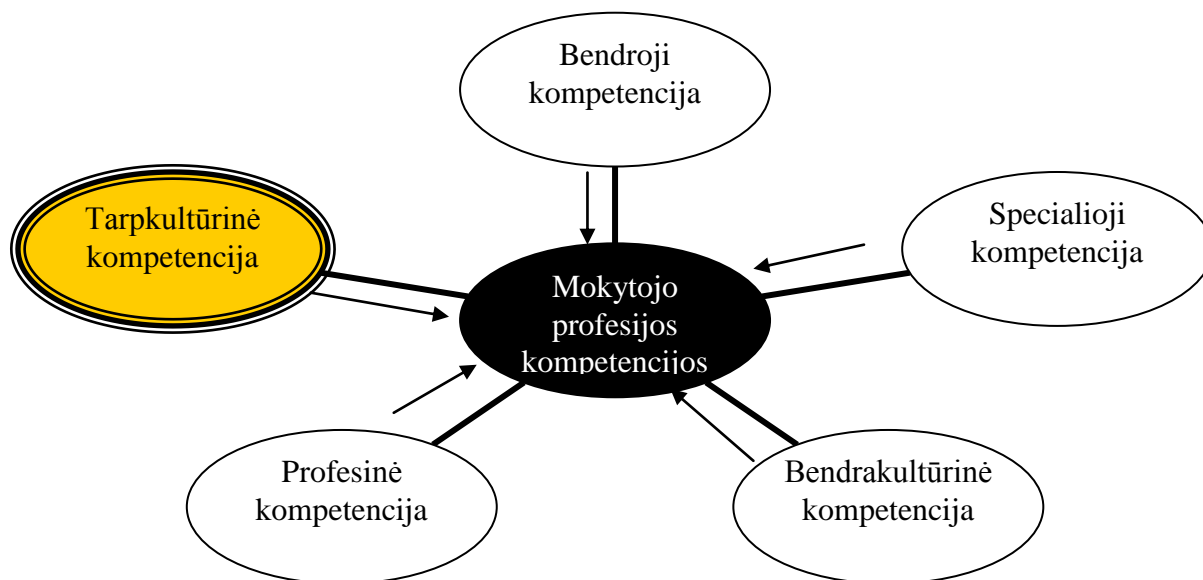 Bendroji
kompetencija
Tarpkultūrinė
kompetencija
Specialioji
kompetencija
Mokytojo
profesijos
kompetencijos
Profesinė
kompetencija
Bendrakultūrinė
kompetencija